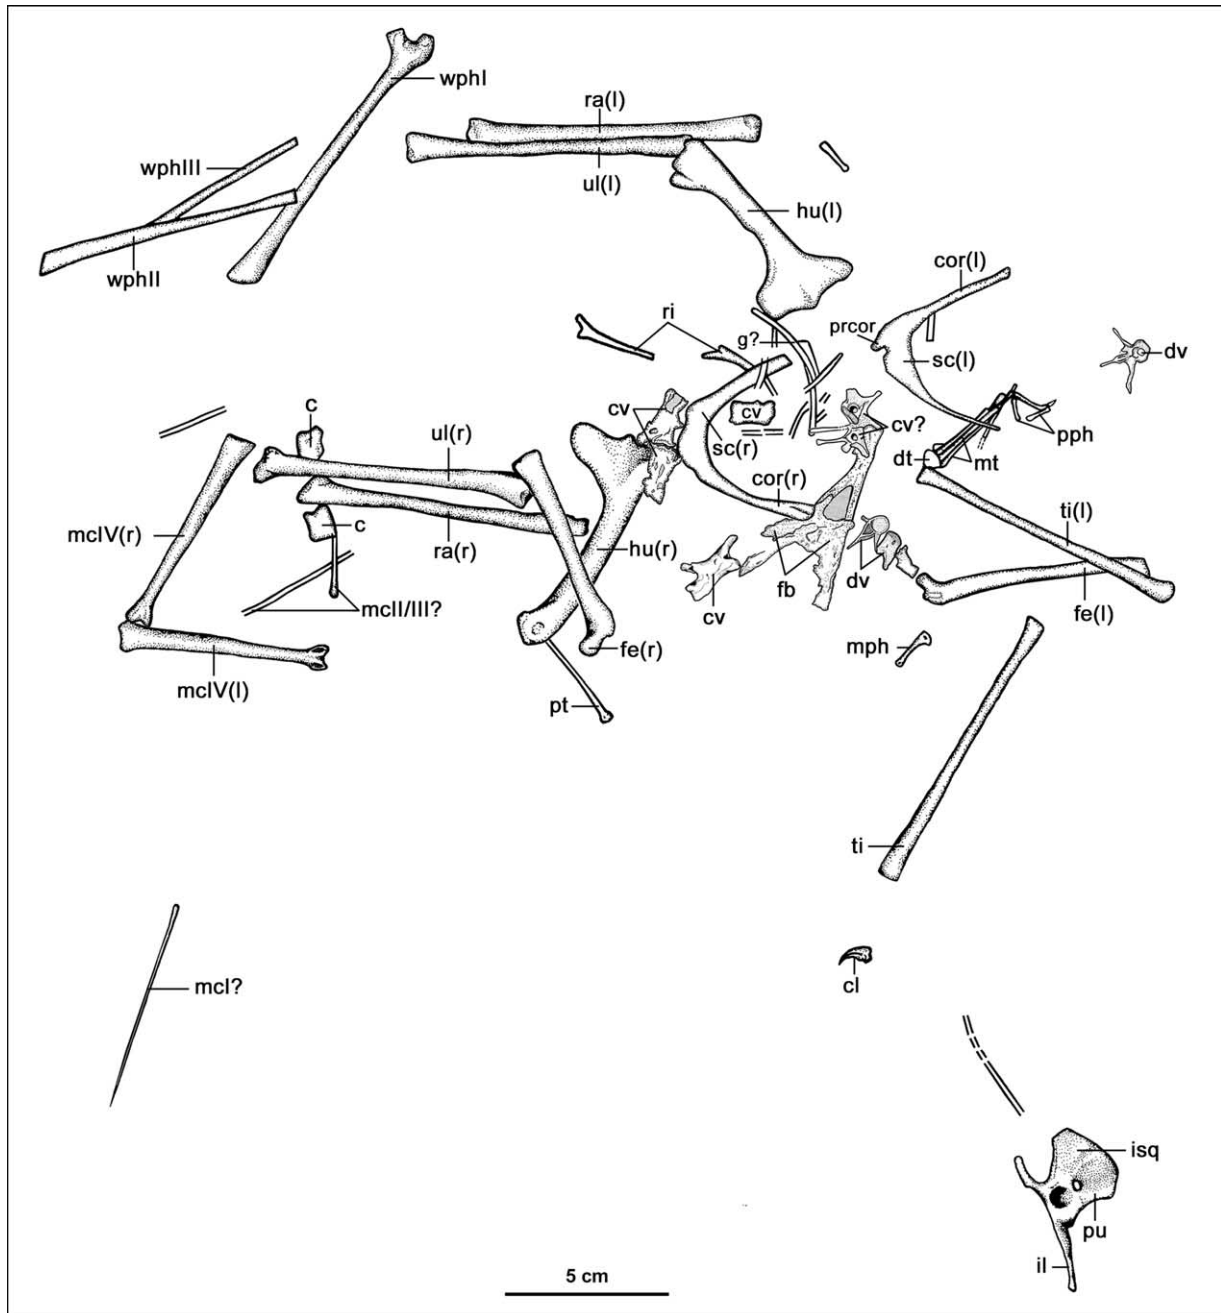 wphI
ra(l)
wphIII
ul(l)
hu(l)
wphII
cor(l)
ri
prcor
g?
dv
sc(l)
c
cv
cv
cv?
pph
ul(r)
sc(r)
dt
mt
cor(r)
mcIV(r)
c
ti(l)
ra(r)
hu(r)
fb
dv
mcII/III?
cv
fe(l)
fe(r)
mph
mcIV(l)
pt
ti
mcI?
cl
isq
pu
il
5 cm